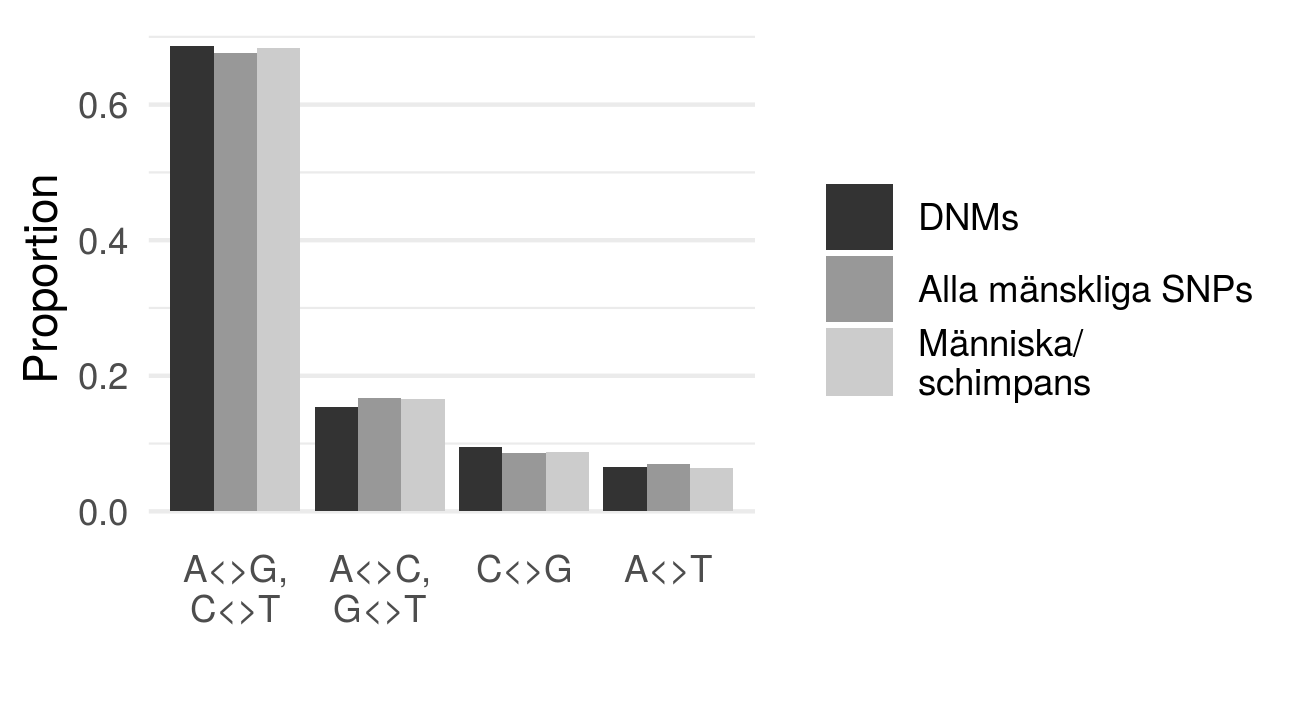 Proportion
0.6
0.4
0.2
0.0
A<>G,
C<>T
A<>C,
G<>T
C<>G
A<>T
DNMs
Alla mänskliga SNPs
Människa/
schimpans